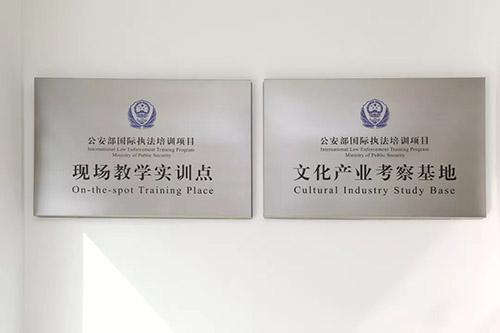 公安部国际执法培训项目
International Law Enforcement Training Program
Ministry of Public Security
现场教学实训点
On-the-spot Training Place
公安部国际执法培训项目
International Law Enforcement Training Program
Ministry of Public Security
文化产业考察基地
Cultural Industry Study Base